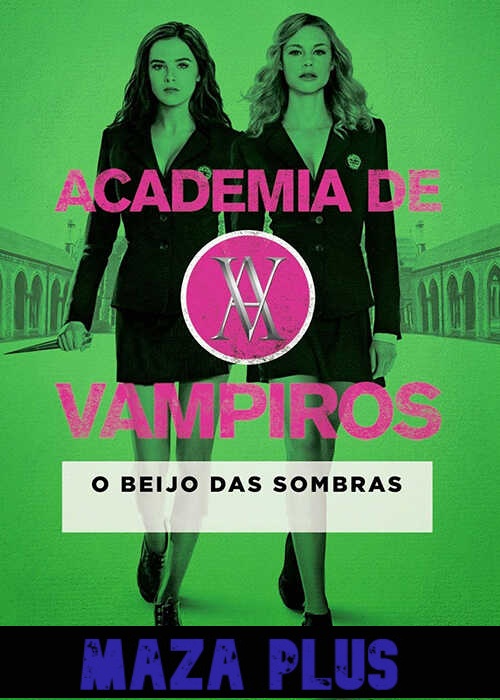 ACADEMIA DE
VA
VAMPIROS
O BEIJO DAS SOMBRAS
MAZA PLUS